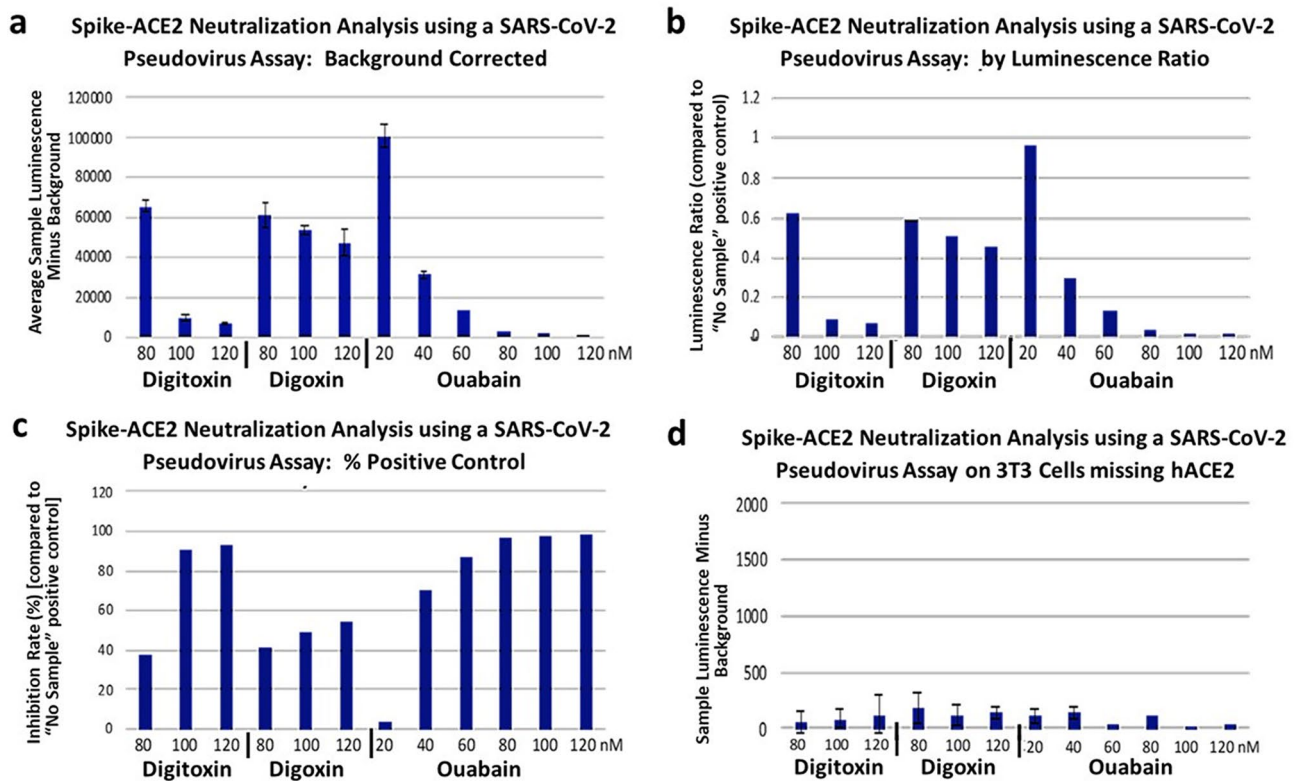 a
Spike-ACE2 Neutralization Analysis using a SARS-CoV-2
Pseudovirus Assay: Background Corrected
Average Sample Luminescence
Minus Background
120000
100000
80000
60000
40000
20000
0
80 100 120 80 100 120 20 40 60 80 100 120 nM
Digitoxin Digoxin Ouabain
b
Spike-ACE2 Neutralization Analysis using a SARS-CoV-2
Pseudovirus Assay: by Luminescence Ratio
Luminescence Ratio (compared to
“No Sample” positive control)
1.2
1
0.8
0.6
0.4
0.2
0
80 100 120 80 100 120 20 40 60 80 100 120 nM
Digitoxin Digoxin Ouabain
c
Spike-ACE2 Neutralization Analysis using a SARS-CoV-2
Pseudovirus Assay: % Positive Control
Inhibition Rate (%) [compared to
“No Sample” positive control]
120
100
80
60
40
20
0
80 100 120 80 100 120 20 40 60 80 100 120 nM
Digitoxin Digoxin Ouabain
d
Spike-ACE2 Neutralization Analysis using a SARS-CoV-2
Pseudovirus Assay on 3T3 Cells missing hACE2
Sample Luminescence Minus
Background
2000
1500
1000
500
0
80 100 120 80 100 120 20 40 60 80 100 120 nM
Digitoxin Digoxin Ouabain